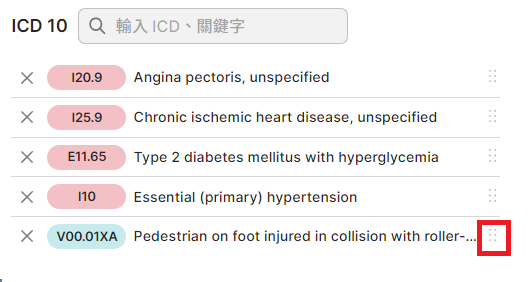 ICD 10 輸入 ICD、關鍵字
I20.9 Angina pectoris, unspecified
I25.9 Chronic ischemic heart disease, unspecified
E11.65 Type 2 diabetes mellitus with hyperglycemia
I10 Essential (primary) hypertension
V00.01XA Pedestrian on foot injured in collision with roller-...